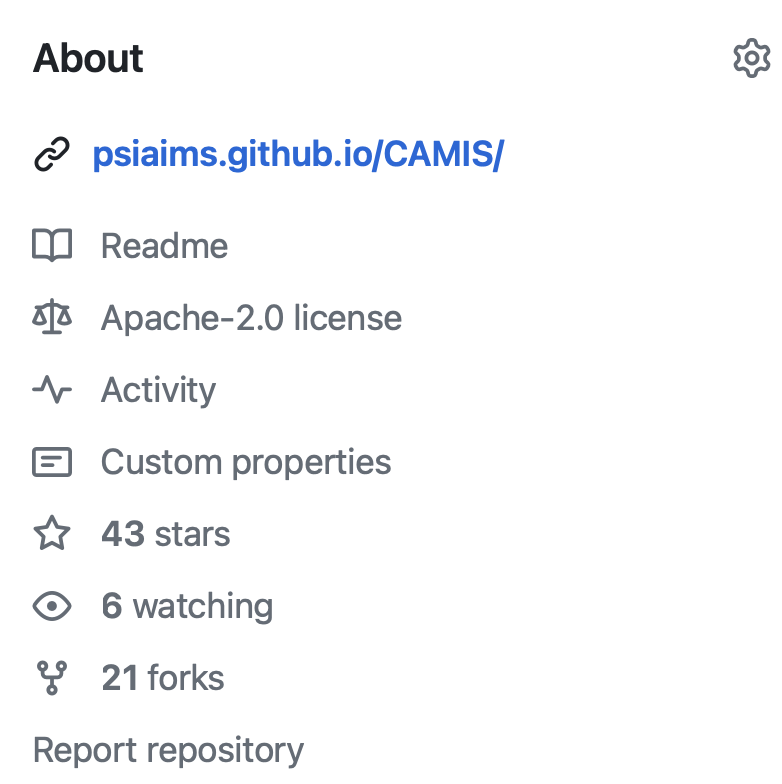 About
psiaims.github.io/CAMIS/
Readme
Apache-2.0 license
Activity
Custom properties
43 stars
6 watching
21 forks
Report repository